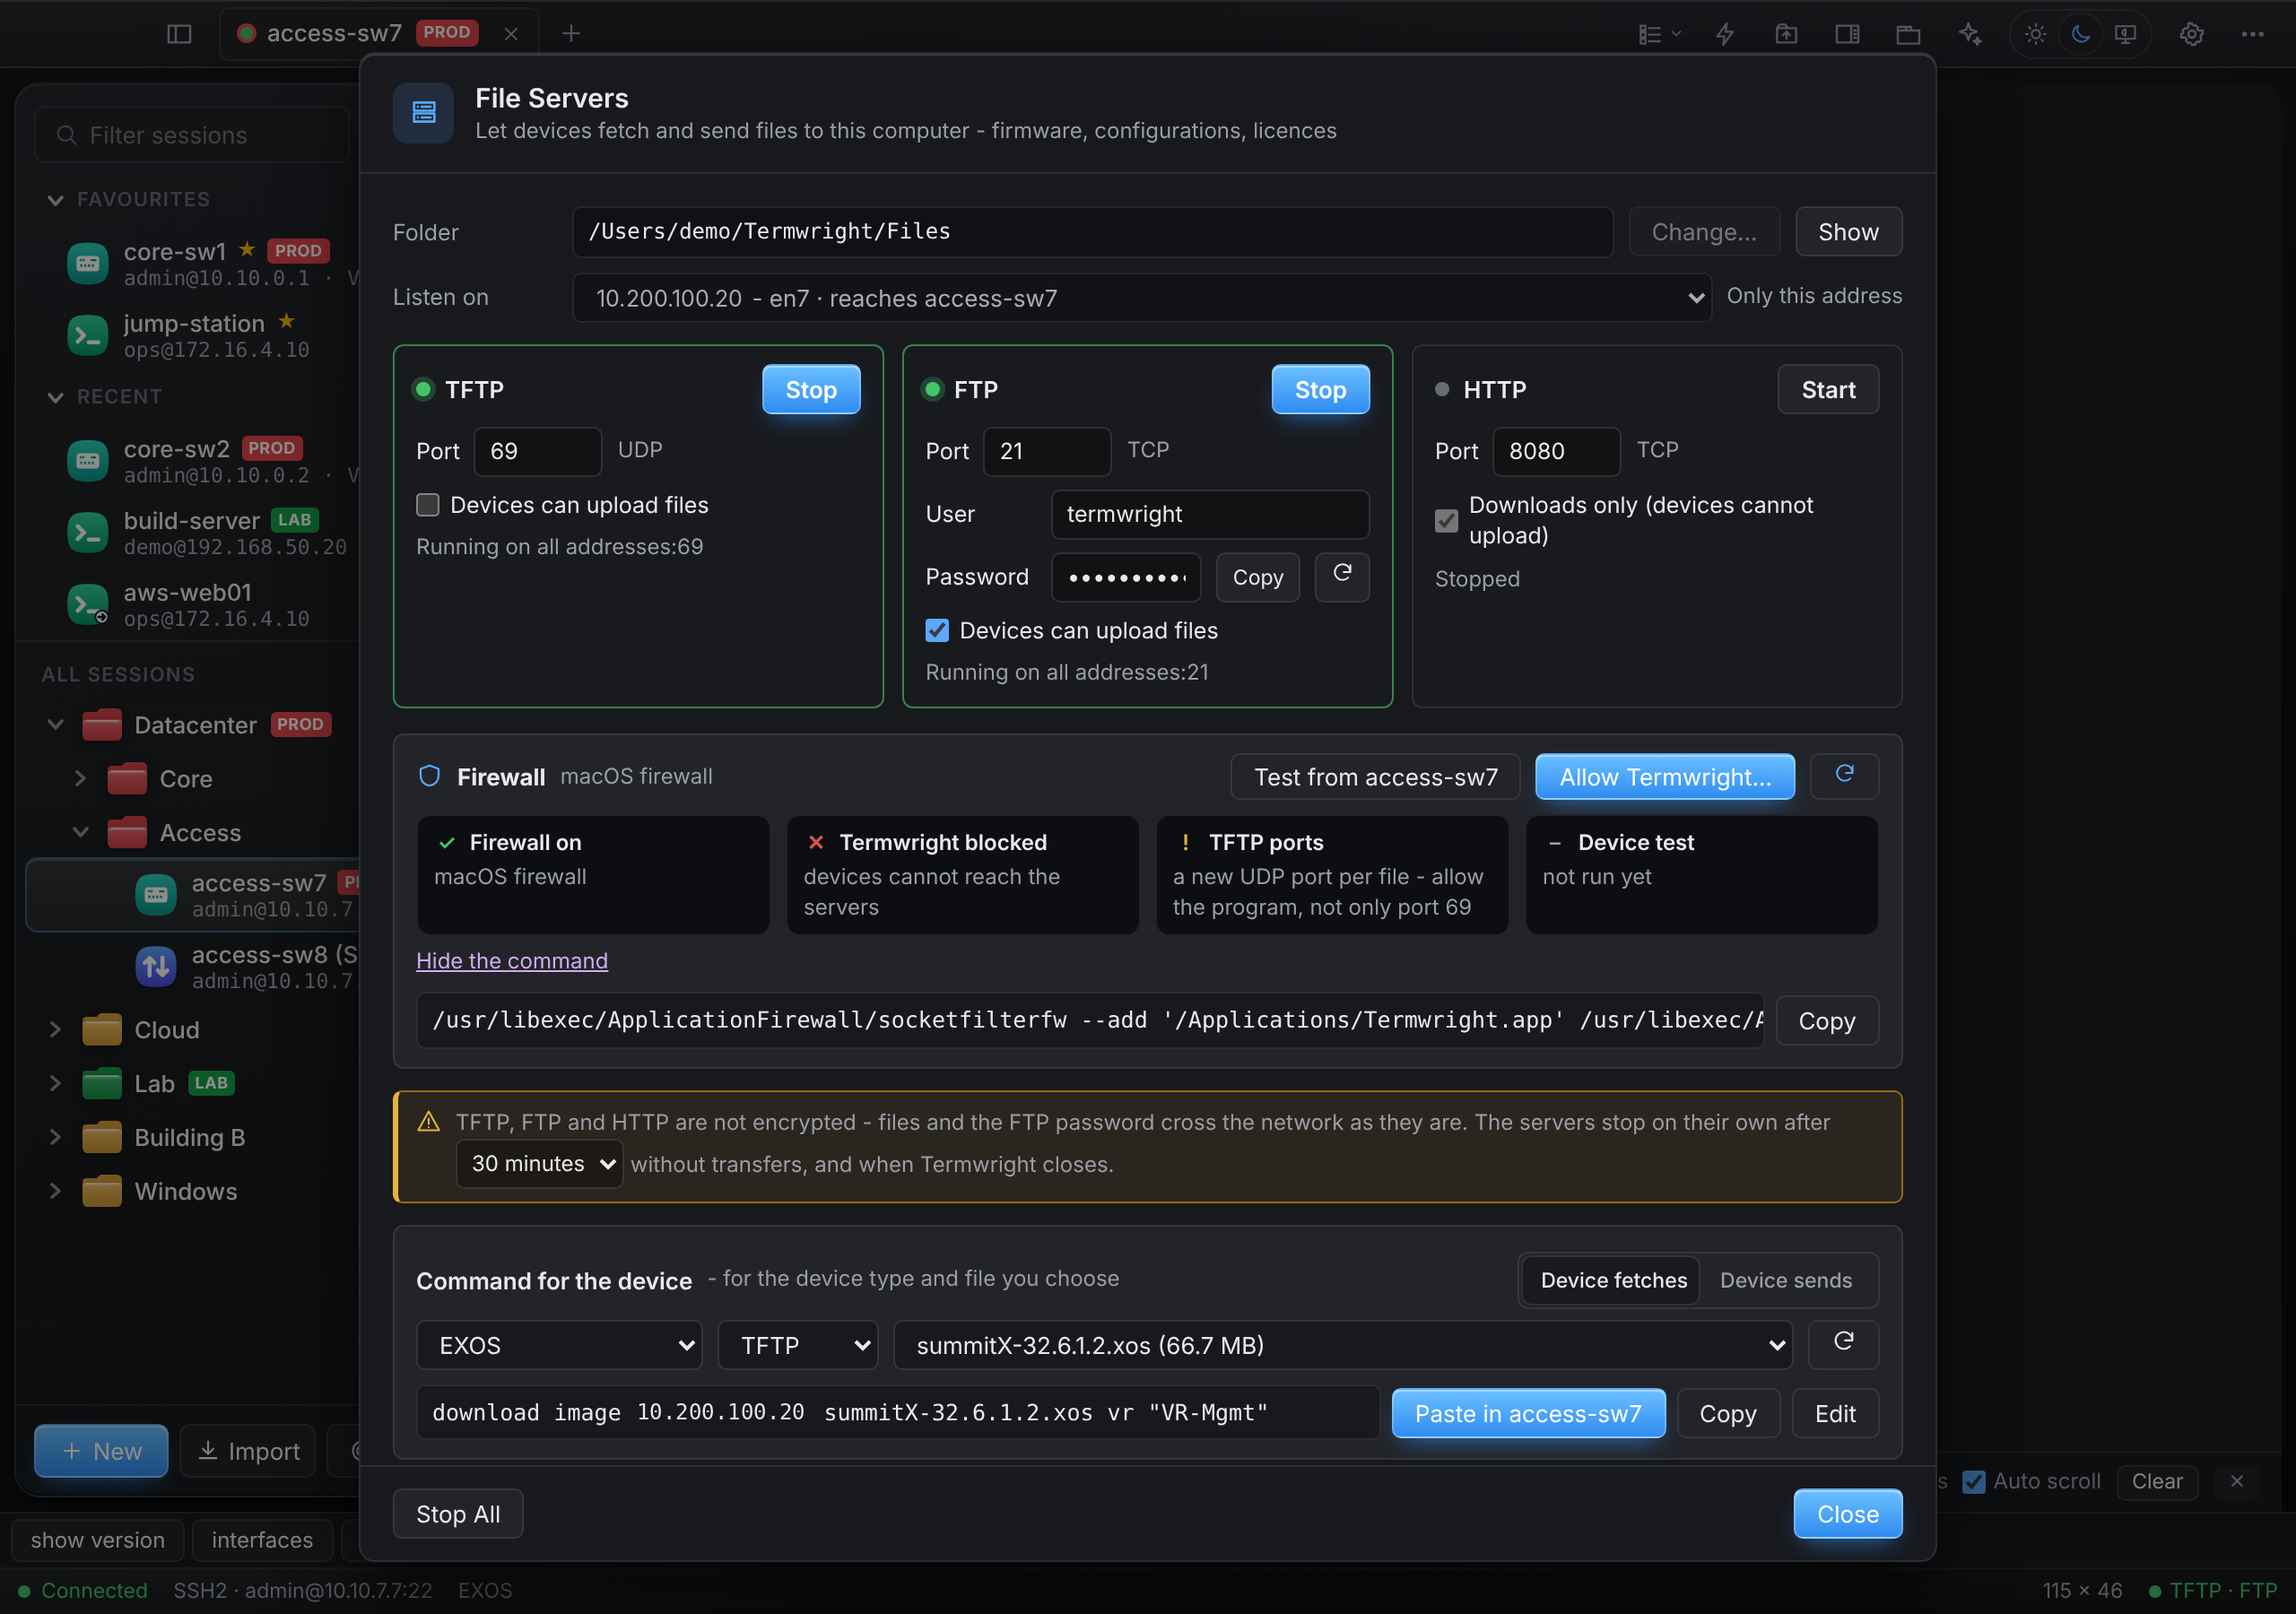 access-sw7 PROD
File Servers
Let devices fetch and send files to this computer - firmware, configurations, licences
Filter sessions
FAVOURITES
core-sw1 ★ PROD
admin@10.10.0.1 ·
jump-station ★
ops@172.16.4.10
RECENT
core-sw2 PROD
admin@10.10.0.2 ·
build-server LAB
demo@192.168.50.20
aws-web01
ops@172.16.4.10
ALL SESSIONS
Datacenter PROD
Core
Access
access-sw7
admin@10.10.7.
access-sw8 (S
admin@10.10.7.
Cloud
Lab LAB
Building B
Windows
+ New Import
Folder /Users/demo/Termwright/Files Change... Show
Listen on 10.200.100.20 - en7 · reaches access-sw7 Only this address
TFTP Stop
Port 69 UDP
Devices can upload files
Running on all addresses:69
FTP Stop
Port 21 TCP
User termwright
Password •••••••••• Copy
Devices can upload files
Running on all addresses:21
HTTP Start
Port 8080 TCP
Downloads only (devices cannot
upload)
Stopped
Firewall macOS firewall Test from access-sw7 Allow Termwright...
Firewall on
macOS firewall
Termwright blocked
devices cannot reach the
servers
! TFTP ports
a new UDP port per file - allow
the program, not only port 69
– Device test
not run yet
Hide the command
/usr/libexec/ApplicationFirewall/socketfilterfw --add '/Applications/Termwright.app' /usr/libexec/A Copy
TFTP, FTP and HTTP are not encrypted - files and the FTP password cross the network as they are. The servers stop on their own after
30 minutes without transfers, and when Termwright closes.
Command for the device - for the device type and file you choose Device fetches Device sends
EXOS TFTP summitX-32.6.1.2.xos (66.7 MB)
download image 10.200.100.20 summitX-32.6.1.2.xos vr "VR-Mgmt" Paste in access-sw7 Copy Edit
Stop All Close
s Auto scroll Clear
show version interfaces
Connected SSH2 · admin@10.10.7.7:22 EXOS 115 × 46 TFTP · FTP